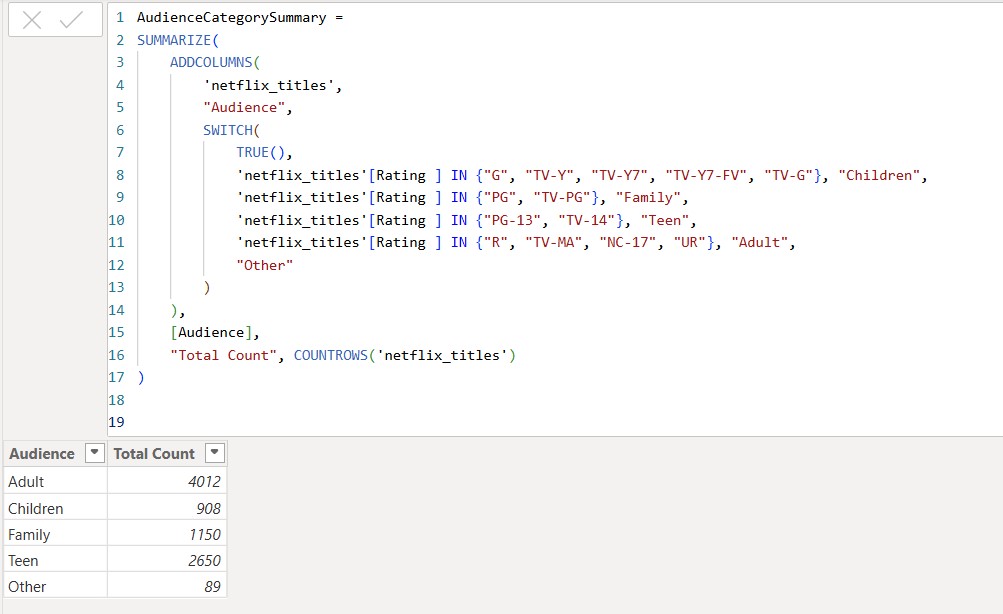 1 AudienceCategorySummary =
2 SUMMARIZE(
3 ADDCOLUMNS(
4 'netflix_titles',
5 "Audience",
6 SWITCH(
7 TRUE(),
8 'netflix_titles'[Rating ] IN {"G", "TV-Y", "TV-Y7", "TV-Y7-FV", "TV-G"}, "Children",
9 'netflix_titles'[Rating ] IN {"PG", "TV-PG"}, "Family",
10 'netflix_titles'[Rating ] IN {"PG-13", "TV-14"}, "Teen",
11 'netflix_titles'[Rating ] IN {"R", "TV-MA", "NC-17", "UR"}, "Adult",
12 "Other"
13 )
14 ),
15 [Audience],
16 "Total Count", COUNTROWS('netflix_titles')
17 )
18
19
Audience Total Count
Adult 4012
Children 908
Family 1150
Teen 2650
Other 89